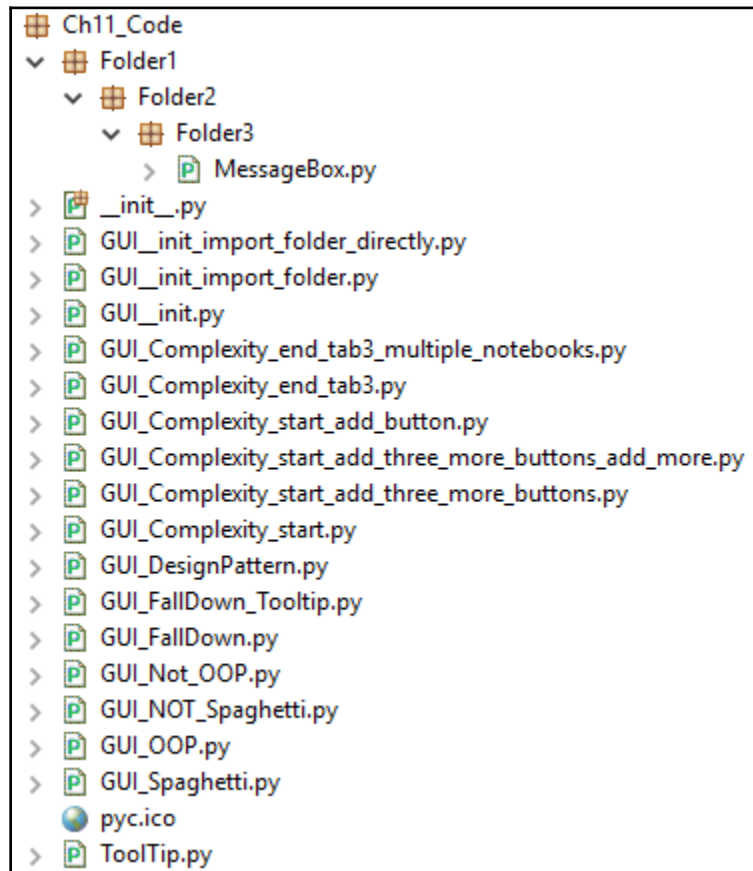 Ch11_Code
Folder1
Folder2
Folder3
MessageBox.py
__init__.py
GUI__init_import_folder_directly.py
GUI__init_import_folder.py
GUI__init.py
GUI_Complexity_end_tab3_multiple_notebooks.py
GUI_Complexity_end_tab3.py
GUI_Complexity_start_add_button.py
GUI_Complexity_start_add_three_more_buttons_add_more.py
GUI_Complexity_start_add_three_more_buttons.py
GUI_Complexity_start.py
GUI_DesignPattern.py
GUI_FallDown_Tooltip.py
GUI_FallDown.py
GUI_Not_OOP.py
GUI_NOT_Spaghetti.py
GUI_OOP.py
GUI_Spaghetti.py
pyc.ico
ToolTip.py